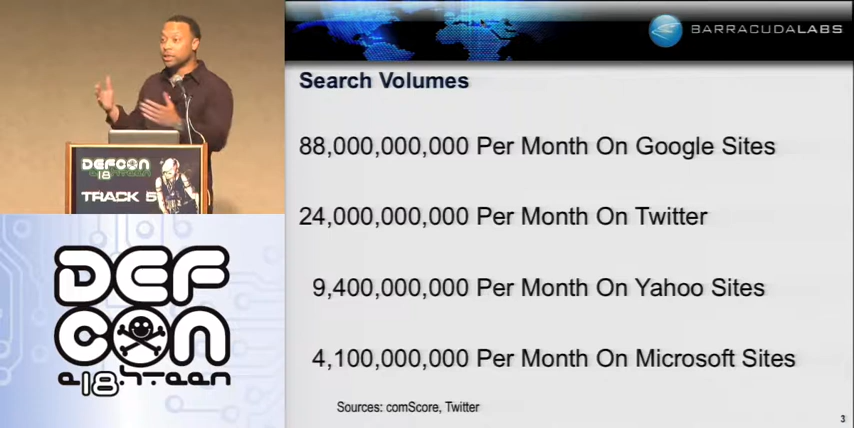 BARRACUDALABS
Search Volumes
88,000,000,000 Per Month On Google Sites
24,000,000,000 Per Month On Twitter
9,400,000,000 Per Month On Yahoo Sites
4,100,000,000 Per Month On Microsoft Sites
Sources: comScore, Twitter
3
DEFCON
18
TRACK 5
DEF
CON
e18hteen